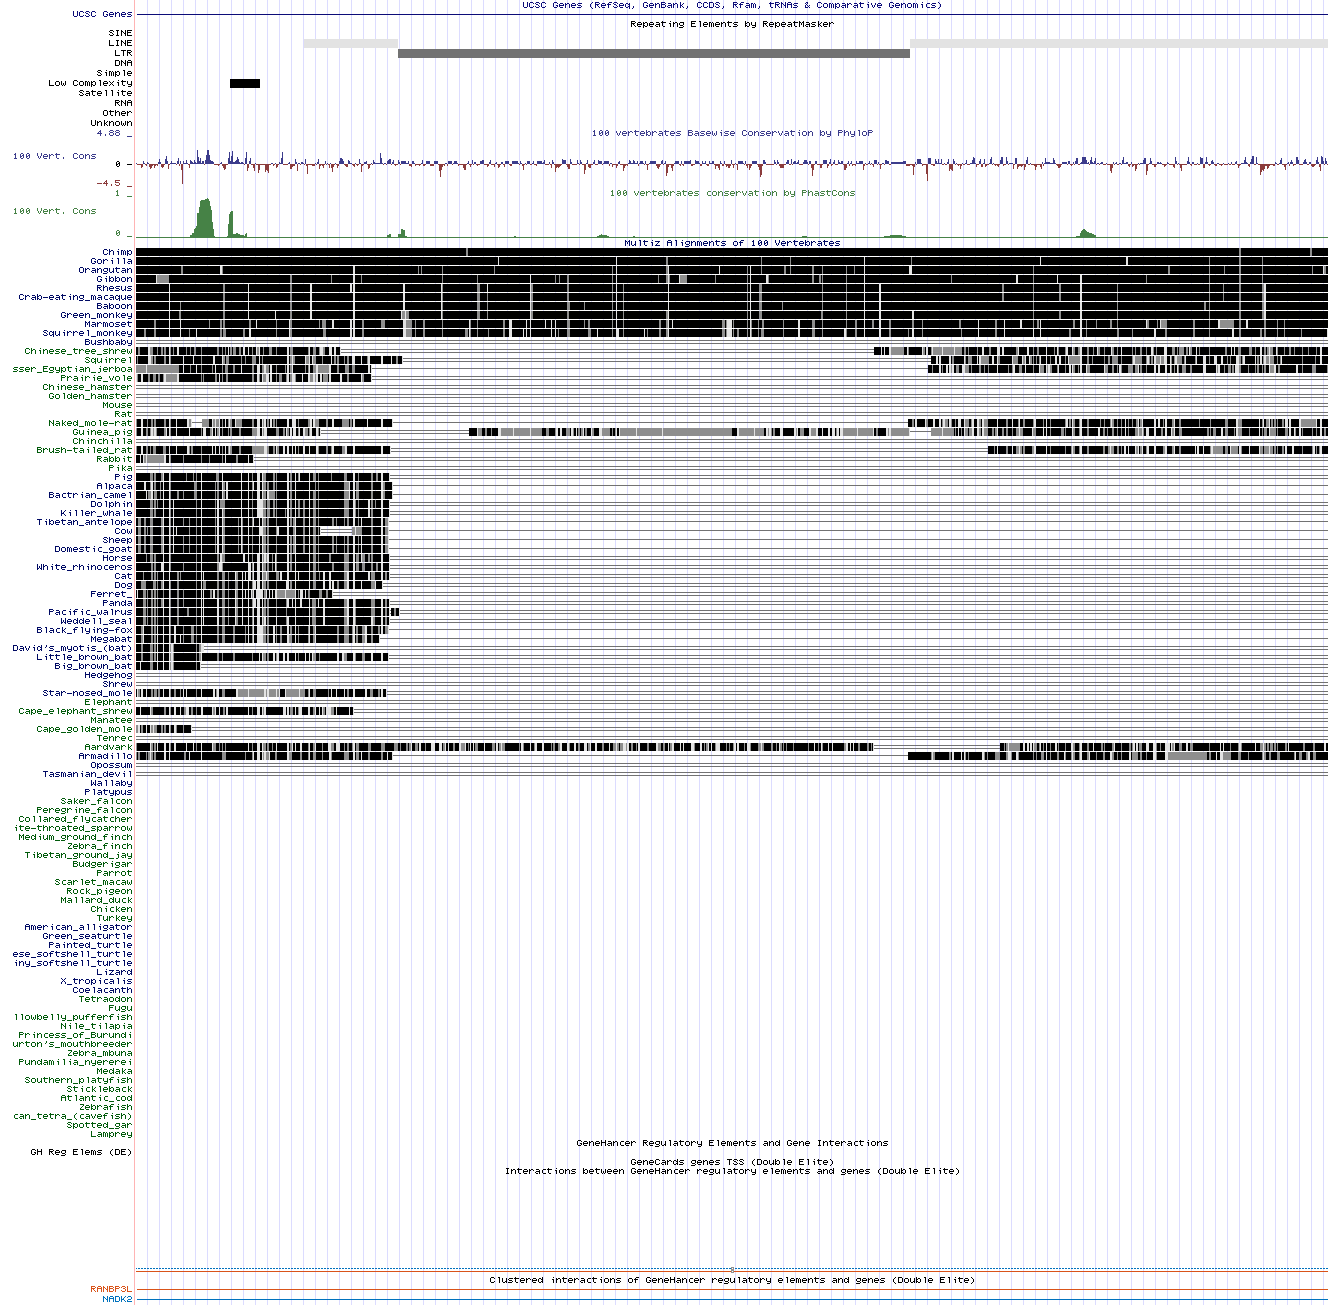 UCSC Genes (RefSeq, GenBank, CCDS, Rfam, tRNAs & Comparative Genomics)
UCSC Genes
Repeating Elements by RepeatMasker
SINE
LINE
LTR
DNA
Simple
Low Complexity
Satellite
RNA
Other
Unknown
4.88 _
100 vertebrates Basewise Conservation by PhyloP
100 Vert. Cons
0 _
-4.5 _
1 _
100 vertebrates conservation by PhastCons
100 Vert. Cons
0 _
Multiz Alignments of 100 Vertebrates
Chimp
Gorilla
Orangutan
Gibbon
Rhesus
Crab-eating_macaque
Baboon
Green_monkey
Marmoset
Squirrel_monkey
Bushbaby
Chinese_tree_shrew
Squirrel
sser_Egyptian_jerboa
Prairie_vole
Chinese_hamster
Golden_hamster
Mouse
Rat
Naked_mole-rat
Guinea_pig
Chinchilla
Brush-tailed_rat
Rabbit
Pika
Pig
Alpaca
Bactrian_camel
Dolphin
Killer_whale
Tibetan_antelope
Cow
Sheep
Domestic_goat
Horse
White_rhinoceros
Cat
Dog
Ferret_
Panda
Pacific_walrus
Weddell_seal
Black_flying-fox
Megabat
David's_myotis_(bat)
Little_brown_bat
Big_brown_bat
Hedgehog
Shrew
Star-nosed_mole
Elephant
Cape_elephant_shrew
Manatee
Cape_golden_mole
Tenrec
Aardvark
Armadillo
Opossum
Tasmanian_devil
Wallaby
Platypus
Saker_falcon
Peregrine_falcon
Collared_flycatcher
ite-throated_sparrow
Medium_ground_finch
Zebra_finch
Tibetan_ground_jay
Budgerigar
Parrot
Scarlet_macaw
Rock_pigeon
Mallard_duck
Chicken
Turkey
American_alligator
Green_seaturtle
Painted_turtle
ese_softshell_turtle
iny_softshell_turtle
Lizard
X_tropicalis
Coelacanth
Tetraodon
Fugu
llowbelly_pufferfish
Nile_tilapia
Princess_of_Burundi
urton's_mouthbreeder
Zebra_mbuna
Pundamilia_nyererei
Medaka
Southern_platyfish
Stickleback
Atlantic_cod
Zebrafish
can_tetra_(cavefish)
Spotted_gar
Lamprey
GeneHancer Regulatory Elements and Gene Interactions
GH Reg Elems (DE)
GeneCards genes TSS (Double Elite)
Interactions between GeneHancer regulatory elements and genes (Double Elite)
Clustered interactions of GeneHancer regulatory elements and genes (Double Elite)
RANBP3L
NADK2